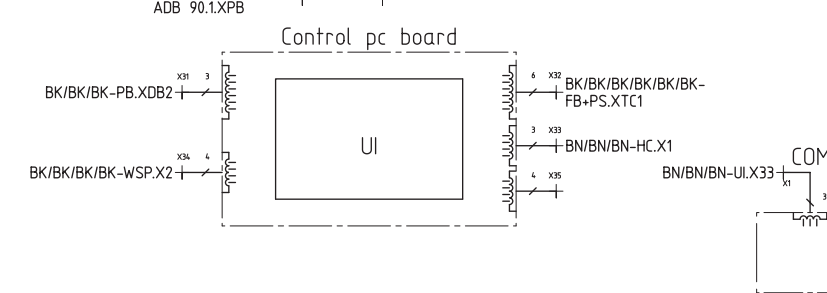 ADB 90.1.XPB
Control pc board
X31 3
BK/BK/BK-PB.XDB2
6 X32
BK/BK/BK/BK/BK/BK-
FB+PS.XTC1
UI
3 X33
BN/BN/BN-HC.X1
X34 4
BK/BK/BK/BK-WSP.X2
4 X35
COM
BN/BN/BN-UI.X33
X1
3